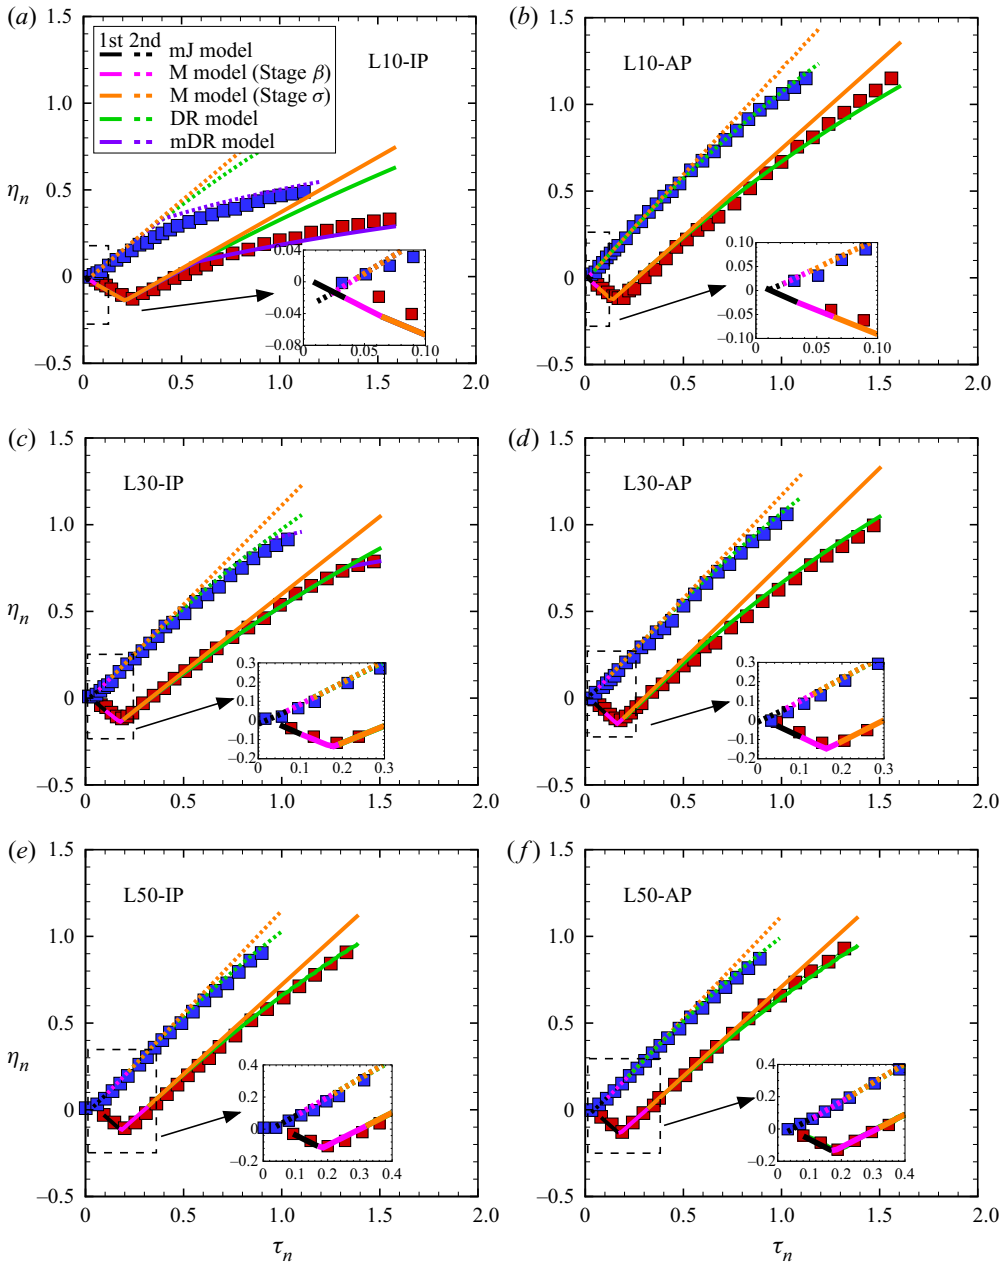 (a)
1.5
1.0
0.5
0
–0.5
η_n
1st 2nd
mJ model
M model (Stage β)
M model (Stage σ)
DR model
mDR model
L10-IP
0
–0.04
–0.08
0 0.05 0.10
0 0.5 1.0 1.5 2.0
(b)
1.5
1.0
0.5
0
–0.5
L10-AP
0.10
0.05
0
–0.05
–0.10
0 0.05 0.10
0 0.5 1.0 1.5 2.0
(c)
1.5
1.0
0.5
0
–0.5
η_n
L30-IP
0.3
0.2
0.1
0
–0.1
–0.2
0 0.1 0.2 0.3
0 0.5 1.0 1.5 2.0
(d)
1.5
1.0
0.5
0
–0.5
L30-AP
0.3
0.2
0.1
0
–0.1
–0.2
0 0.1 0.2 0.3
0 0.5 1.0 1.5 2.0
(e)
1.5
1.0
0.5
0
–0.5
η_n
L50-IP
0.4
0.2
0
–0.2
0 0.1 0.2 0.3 0.4
0 0.5 1.0 1.5 2.0
τ_n
(f)
1.5
1.0
0.5
0
–0.5
L50-AP
0.4
0.2
0
–0.2
0 0.1 0.2 0.3 0.4
0 0.5 1.0 1.5 2.0
τ_n